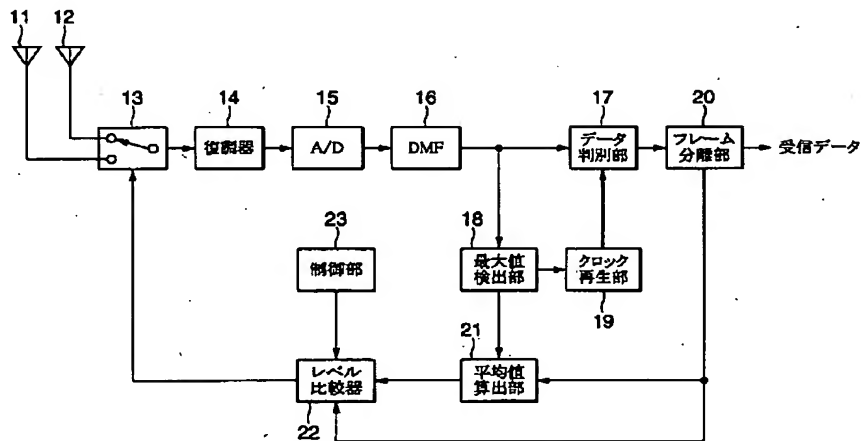 11
12
13
14
15
16
17
20
復調器
A/D
DMF
データ
判別部
フレーム
分離部
受信データ
23
18
制御部
最大値
検出部
クロック
再生部
19
21
レベル
比較器
平均値
算出部
22